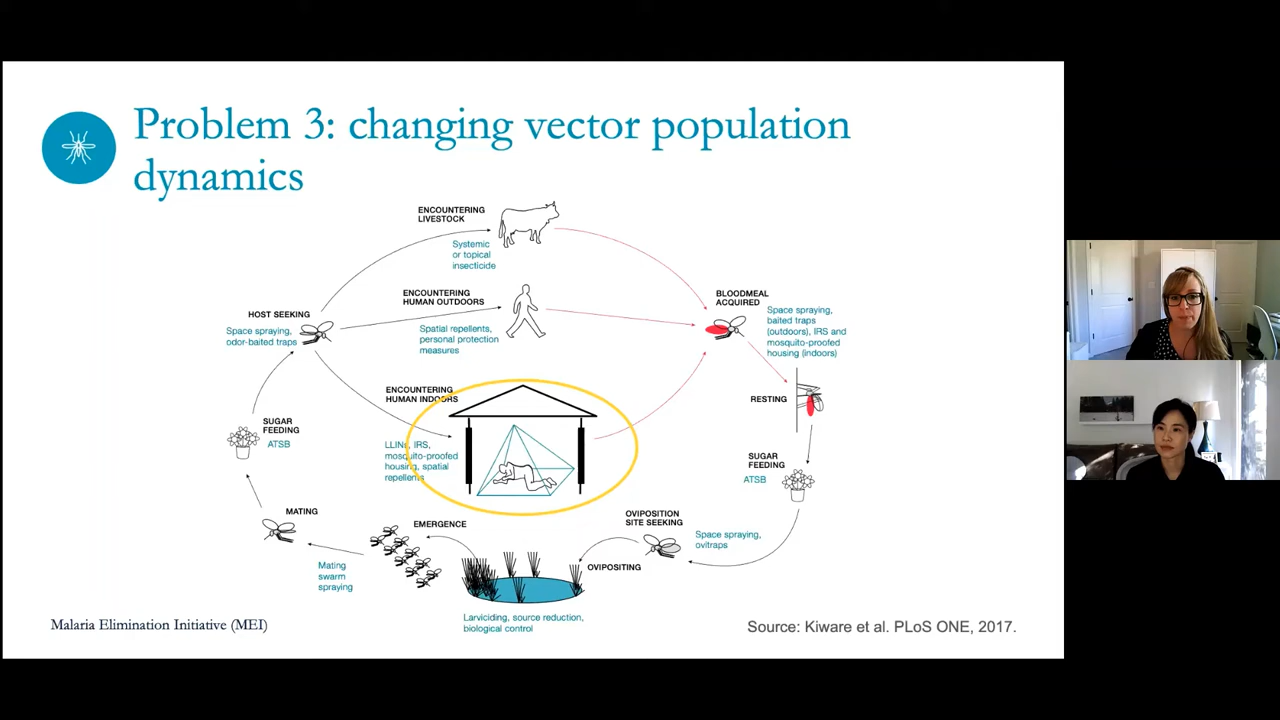 Problem 3: changing vector population
dynamics
ENCOUNTERING
LIVESTOCK
Systemic
or topical
insecticide
ENCOUNTERING
HUMAN OUTDOORS
Spatial repellents,
personal protection
measures
HOST SEEKING
Space spraying,
odor-baited traps
BLOODMEAL
ACQUIRED
Space spraying,
baited traps
(outdoors), IRS and
mosquito-proofed
housing (indoors)
ENCOUNTERING
HUMAN INDOORS
LLINs, IRS,
mosquito-proofed
housing, spatial
repellents
RESTING
SUGAR
FEEDING
ATSB
SUGAR
FEEDING
ATSB
MATING
Mating
swarm
spraying
EMERGENCE
OVIPOSITION
SITE SEEKING
Space spraying,
ovitraps
OVIPOSITING
Larviciding, source reduction,
biological control
Malaria Elimination Initiative (MEI)
Source: Kiware et al. PLoS ONE, 2017.